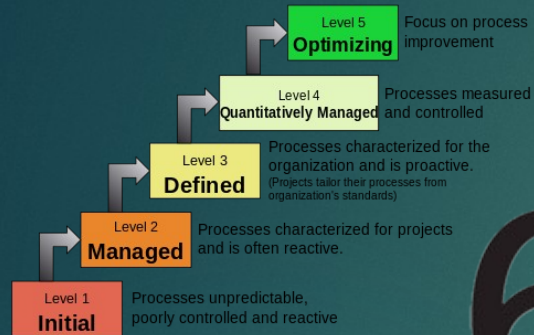 Level 5
Optimizing
Focus on process
improvement
Level 4
Quantitatively Managed
Processes measured
and controlled
Level 3
Defined
Processes characterized for the
organization and is proactive.
(Projects tailor their processes from
organization's standards)
Level 2
Managed
Processes characterized for projects
and is often reactive.
Level 1
Initial
Processes unpredictable,
poorly controlled and reactive